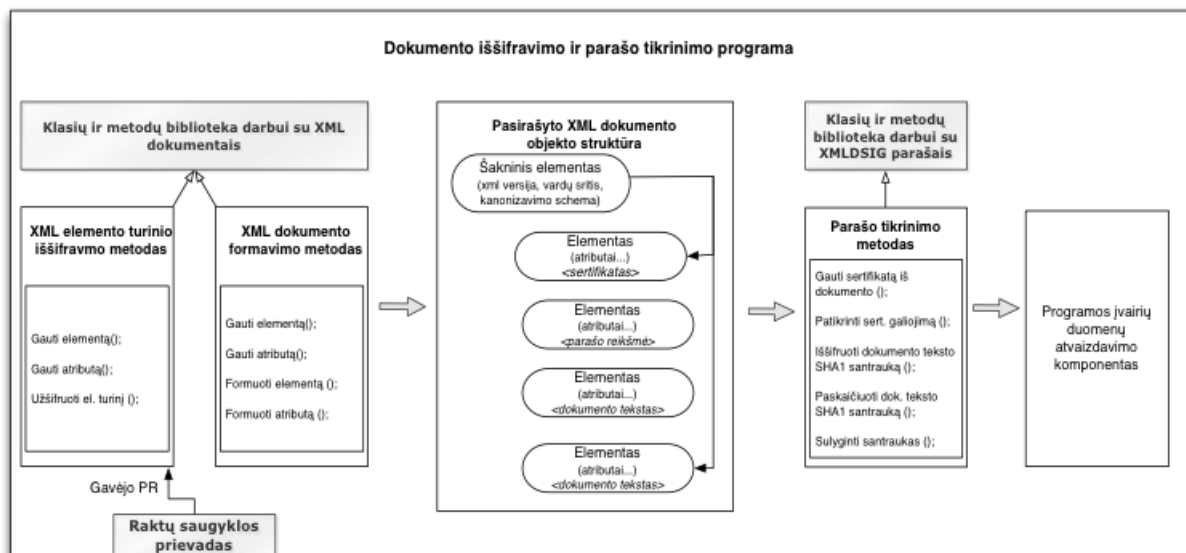 Dokumento iššifravimo ir parašo tikrinimo programa
Klasių ir metodų biblioteka darbui su XML
dokumentais
XML elemento turinio
iššifravmo metodas
Gauti elementą();
Gauti atributą();
Užšifruoti el. turinį ();
XML dokumento
formavimo metodas
Gauti elementą();
Gauti atributą();
Formuoti elementą ();
Formuoti atributą ();
Gavėjo PR
Raktų saugyklos
prievadas
Pasirašyto XML dokumento
objekto struktūra
Šakninis elementas
(xml versija, vardų sritis,
kanonizavimo schema)
Elementas
(atributai...)
<sertifikatas>
Elementas
(atributai...)
<parašo reikšmė>
Elementas
(atributai...)
<dokumento tekstas>
Elementas
(atributai...)
<dokumento tekstas>
Klasių ir metodų
biblioteka darbui su
XMLDSIG parašais
Parašo tikrinimo
metodas
Gauti sertifikatą iš
dokumento ();
Patikrinti sert. galiojimą ();
Iššifruoti dokumento teksto
SHA1 santrauką ();
Paskaičiuoti dok. teksto
SHA1 santrauką ();
Sulyginti santraukas ();
Programos įvairių
duomenų
atvaizdavimo
komponentas